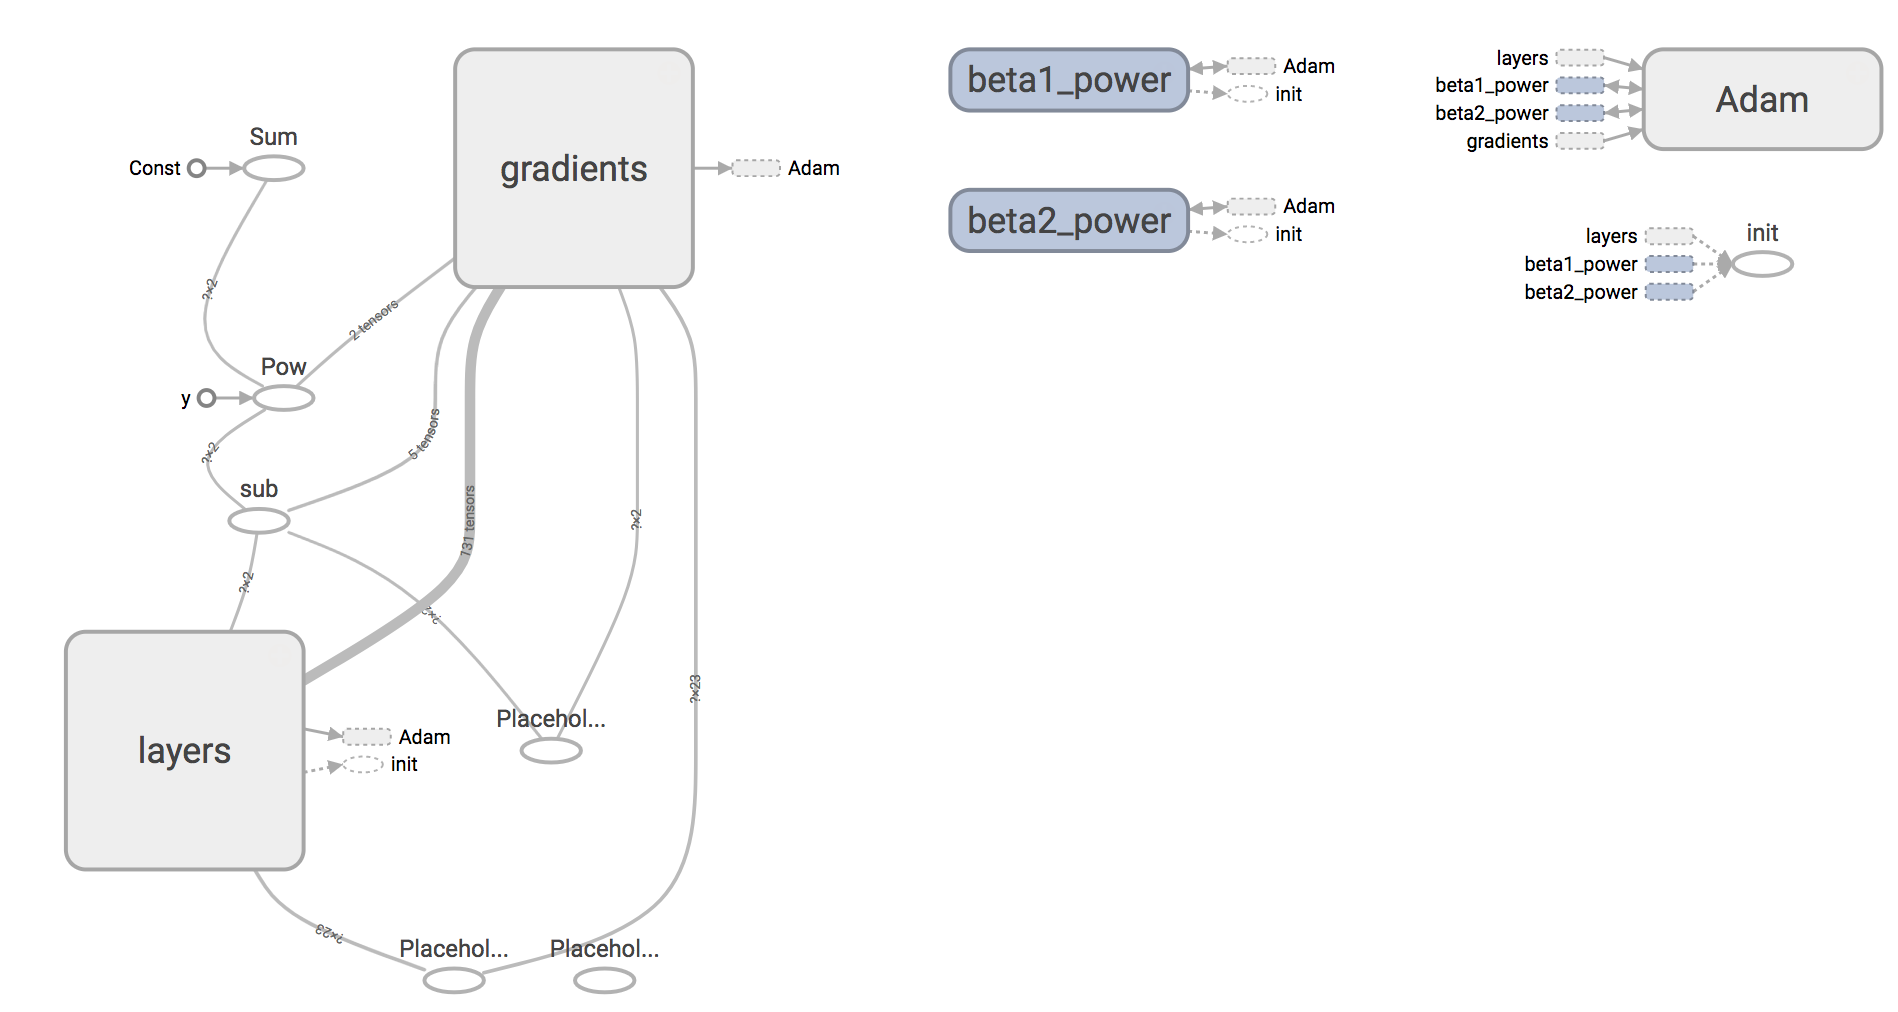 Sum
Const
gradients
Adam
?×2
2 tensors
Pow
y
5 tensors
?×2
sub
131 tensors
?×2
?×2
?×2
?×23
layers
Adam
init
Placehol...
?×23
Placehol...
Placehol...
beta1_power
Adam
init
beta2_power
Adam
init
layers
beta1_power
beta2_power
gradients
Adam
init
layers
beta1_power
beta2_power